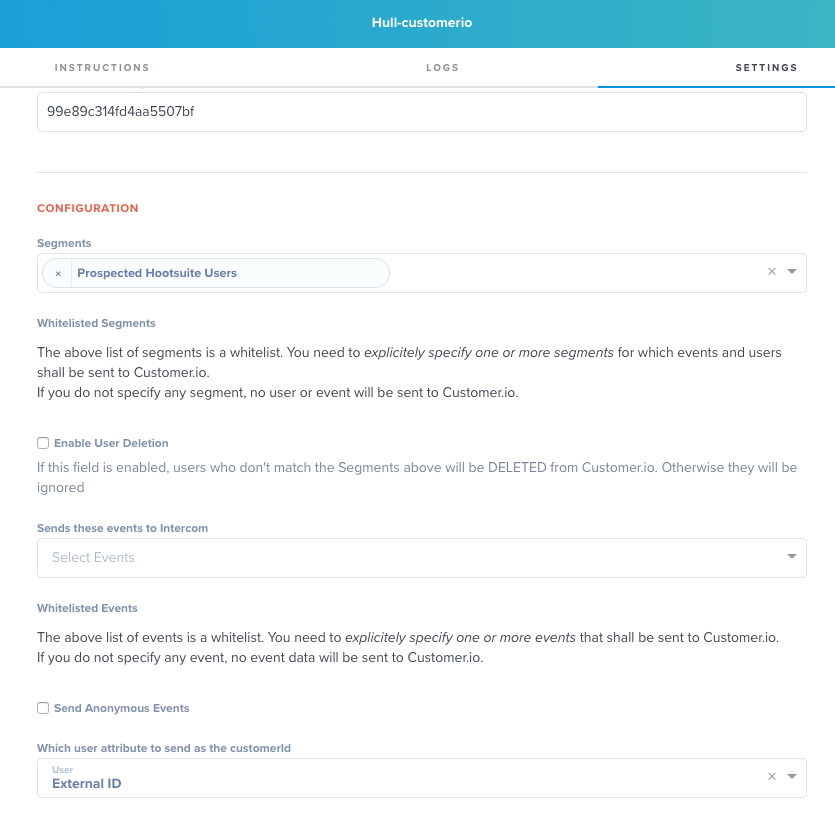 Hull-customerio
INSTRUCTIONS
LOGS
SETTINGS
99e89c314fd4aa5507bf
CONFIGURATION
Segments
× Prospected Hootsuite Users ×
Whitelisted Segments
The above list of segments is a whitelist. You need to explicitely specify one or more segments for which events and users
shall be sent to Customer.io.
If you do not specify any segment, no user or event will be sent to Customer.io.
Enable User Deletion
If this field is enabled, users who don't match the Segments above will be DELETED from Customer.io. Otherwise they will be
ignored
Sends these events to Intercom
Select Events
Whitelisted Events
The above list of events is a whitelist. You need to explicitely specify one or more events that shall be sent to Customer.io.
If you do not specify any event, no event data will be sent to Customer.io.
Send Anonymous Events
Which user attribute to send as the customerId
User
External ID ×